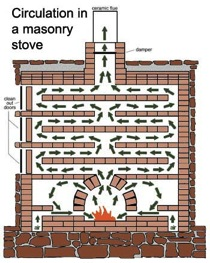 Circulation in
a masonry
stove
ceramic flue
damper
clean
out
doors
air
air